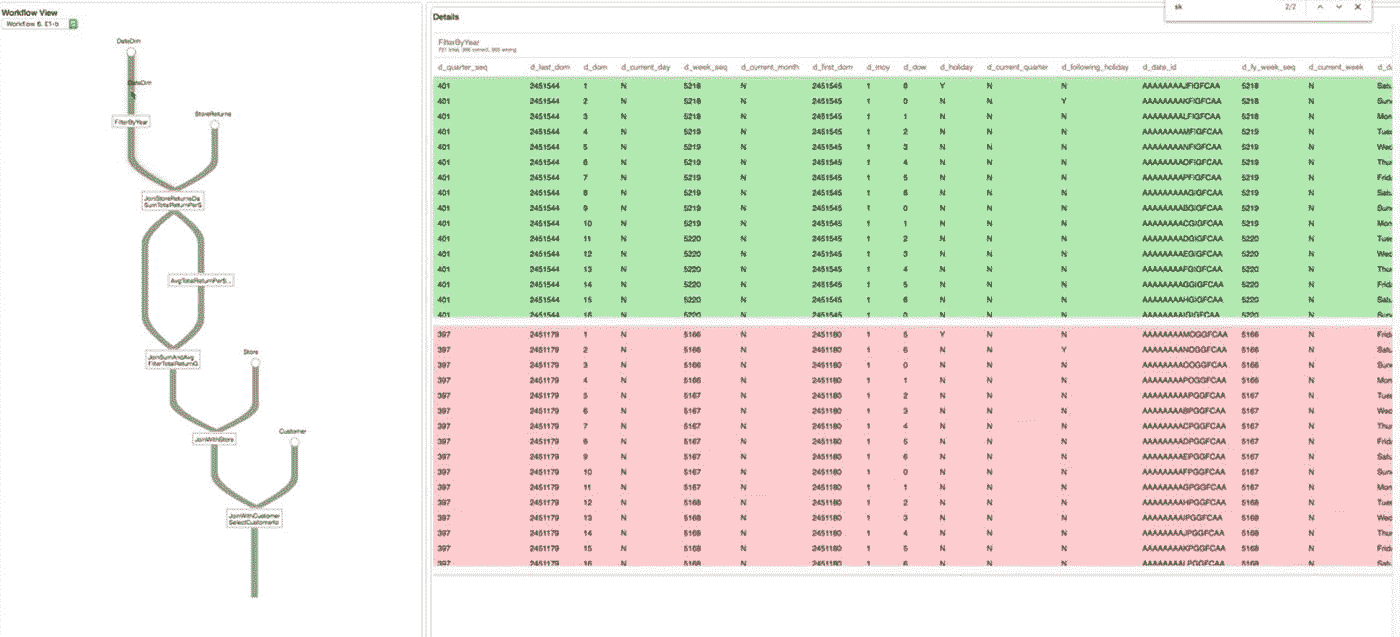 Workflow View
Workflow 6, E1-b
DateDim
DateDim
FilterByYear
StoreReturns
JoinStoreReturnsDa
SumTotalReturnPerS
AvgTotalReturnPerS...
JoinSumAndAvg
FilterTotalReturnG
Store
JoinWithStore
Customer
JoinWithCustomer
SelectCustomerId
sk 2/2
Details
FilterByYear
d_quarter_seq d_last_dom d_dom d_current_day d_week_seq d_current_month d_first_dom d_moy d_dow d_holiday d_current_quarter d_following_holiday d_date_id d_fy_week_seq d_current_week
401 2451544 1 N 5218 N 2451545 1 6 Y N N AAAAAAAAJFIGFCAA 5218 N Satu
401 2451544 2 N 5218 N 2451545 1 0 N N Y AAAAAAAAKFIGFCAA 5218 N Sun
401 2451544 3 N 5218 N 2451545 1 1 N N N AAAAAAAALFIGFCAA 5218 N Mon
401 2451544 4 N 5219 N 2451545 1 2 N N N AAAAAAAAMFIGFCAA 5219 N Tues
401 2451544 5 N 5219 N 2451545 1 3 N N N AAAAAAAANFIGFCAA 5219 N Wed
401 2451544 6 N 5219 N 2451545 1 4 N N N AAAAAAAAOFIGFCAA 5219 N Thu
401 2451544 7 N 5219 N 2451545 1 5 N N N AAAAAAAAPFIGFCAA 5219 N Frida
401 2451544 8 N 5219 N 2451545 1 6 N N N AAAAAAAAAGIGFCAA 5219 N Satu
401 2451544 9 N 5219 N 2451545 1 0 N N N AAAAAAAABGIGFCAA 5219 N Sun
401 2451544 10 N 5219 N 2451545 1 1 N N N AAAAAAAACGIGFCAA 5219 N Mon
401 2451544 11 N 5220 N 2451545 1 2 N N N AAAAAAAADGIGFCAA 5220 N Tues
401 2451544 12 N 5220 N 2451545 1 3 N N N AAAAAAAAEGIGFCAA 5220 N Wed
401 2451544 13 N 5220 N 2451545 1 4 N N N AAAAAAAAFGIGFCAA 5220 N Thu
401 2451544 14 N 5220 N 2451545 1 5 N N N AAAAAAAAGGIGFCAA 5220 N Frida
401 2451544 15 N 5220 N 2451545 1 6 N N N AAAAAAAAHGIGFCAA 5220 N Satu
401 2451544 16 N 5220 N 2451545 1 0 N N N AAAAAAAAIGIGFCAA 5220 N Sun
397 2451179 1 N 5166 N 2451180 1 5 Y N N AAAAAAAAMOGGFCAA 5166 N Frida
397 2451179 2 N 5166 N 2451180 1 6 N N Y AAAAAAAANOGGFCAA 5166 N Satu
397 2451179 3 N 5166 N 2451180 1 0 N N N AAAAAAAAOOGGFCAA 5166 N Sun
397 2451179 4 N 5166 N 2451180 1 1 N N N AAAAAAAAPOGGFCAA 5166 N Mon
397 2451179 5 N 5167 N 2451180 1 2 N N N AAAAAAAAAPGGFCAA 5167 N Tues
397 2451179 6 N 5167 N 2451180 1 3 N N N AAAAAAAABPGGFCAA 5167 N Wed
397 2451179 7 N 5167 N 2451180 1 4 N N N AAAAAAAACPGGFCAA 5167 N Thu
397 2451179 8 N 5167 N 2451180 1 5 N N N AAAAAAAADPGGFCAA 5167 N Frida
397 2451179 9 N 5167 N 2451180 1 6 N N N AAAAAAAAEPGGFCAA 5167 N Satu
397 2451179 10 N 5167 N 2451180 1 0 N N N AAAAAAAAFPGGFCAA 5167 N Sun
397 2451179 11 N 5167 N 2451180 1 1 N N N AAAAAAAAGPGGFCAA 5167 N Mon
397 2451179 12 N 5168 N 2451180 1 2 N N N AAAAAAAAHPGGFCAA 5168 N Tues
397 2451179 13 N 5168 N 2451180 1 3 N N N AAAAAAAAIPGGFCAA 5168 N Wed
397 2451179 14 N 5168 N 2451180 1 4 N N N AAAAAAAAJPGGFCAA 5168 N Thu
397 2451179 15 N 5168 N 2451180 1 5 N N N AAAAAAAAKPGGFCAA 5168 N Frida
397 2451179 16 N 5168 N 2451180 1 6 N N N AAAAAAAALPGGFCAA 5168 N Satu